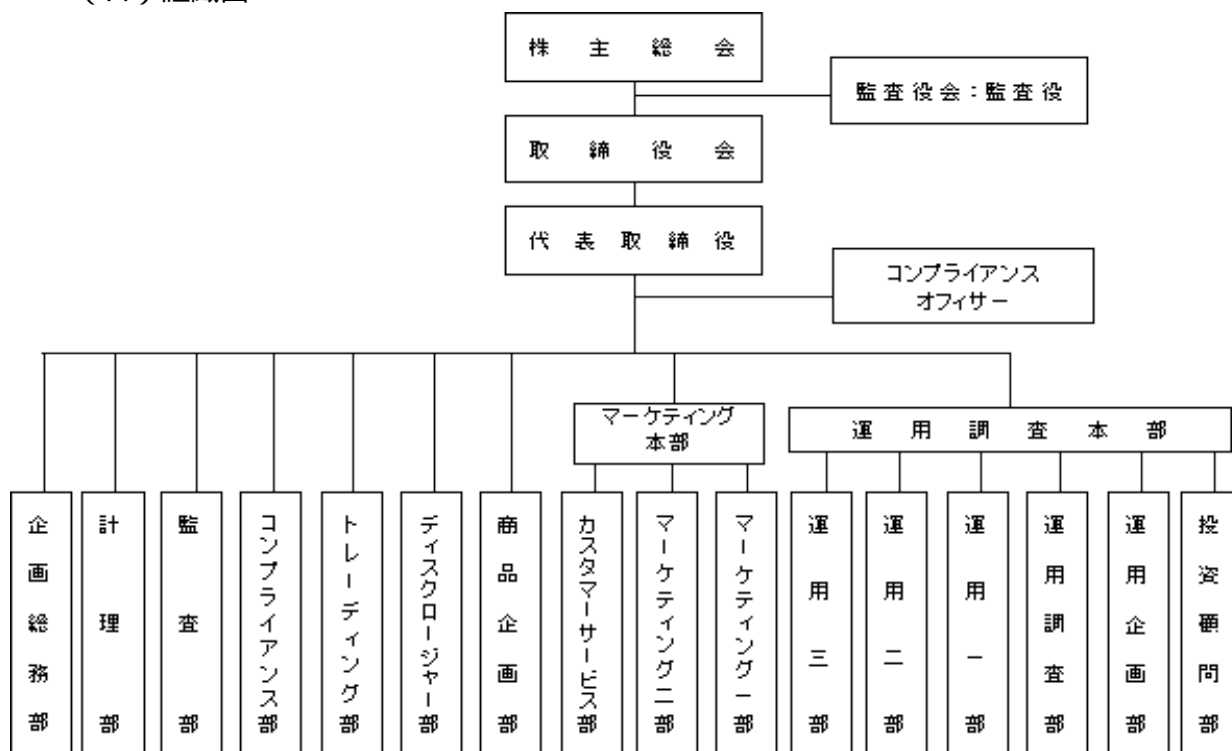 株主総会
監査役会：監査役
取締役会
代表取締役
コンプライアンス
オフィサー
マーケティング
本部
運用調査本部
企画総務部
計理部
監査部
コンプライアンス部
トレーディング部
ディスクロージャー部
商品企画部
カスタマーサービス部
マーケティング二部
マーケティング一部
運用三部
運用二部
運用一部
運用調査部
運用企画部
投資顧問部